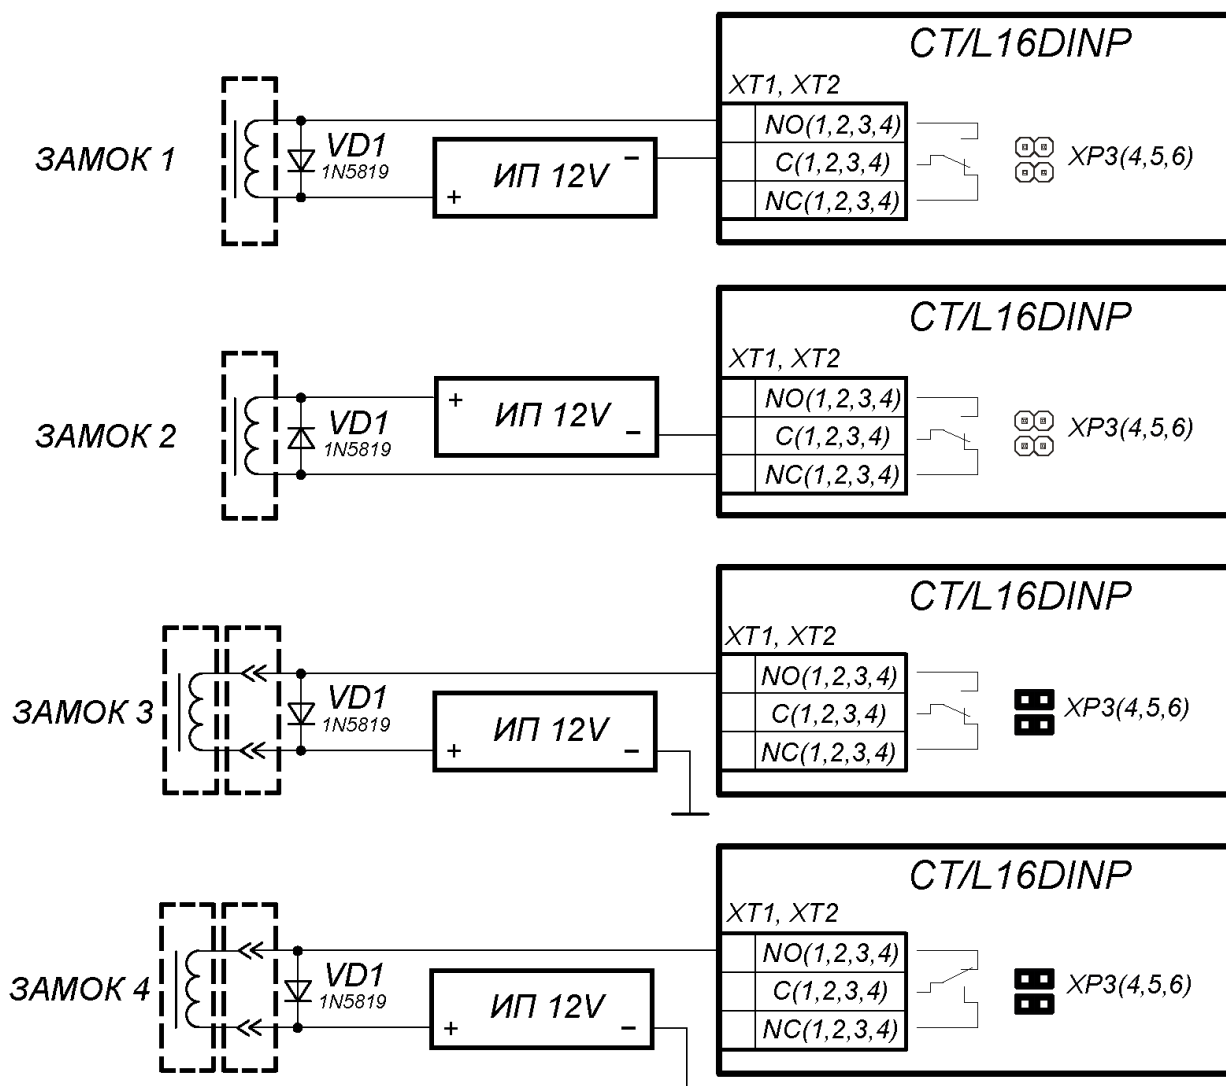 CT/L16DINP
XT1, XT2
ЗАМОК 1
VD1
1N5819
+
ИП 12V
−
NO(1,2,3,4)
C(1,2,3,4)
NC(1,2,3,4)
XP3(4,5,6)
CT/L16DINP
XT1, XT2
ЗАМОК 2
VD1
1N5819
+
ИП 12V
−
NO(1,2,3,4)
C(1,2,3,4)
NC(1,2,3,4)
XP3(4,5,6)
CT/L16DINP
XT1, XT2
ЗАМОК 3
VD1
1N5819
+
ИП 12V
−
NO(1,2,3,4)
C(1,2,3,4)
NC(1,2,3,4)
XP3(4,5,6)
CT/L16DINP
XT1, XT2
ЗАМОК 4
VD1
1N5819
+
ИП 12V
−
NO(1,2,3,4)
C(1,2,3,4)
NC(1,2,3,4)
XP3(4,5,6)